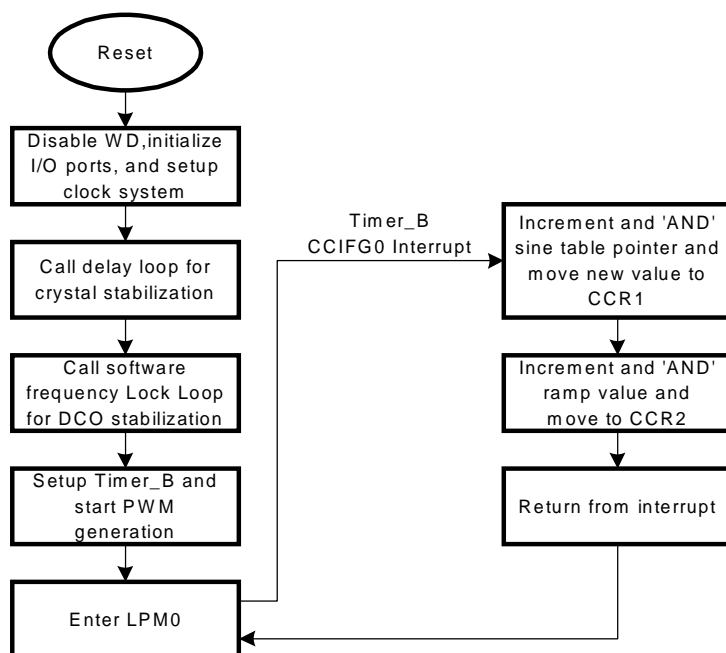 Reset
Disable WD,initialize
I/O ports, and setup
clock system
Call delay loop for
crystal stabilization
Call software
frequency Lock Loop
for DCO stabilization
Setup Timer_B and
start PWM
generation
Enter LPM0
Timer_B
CCIFG0 Interrupt
Increment and 'AND'
sine table pointer and
move new value to
CCR1
Increment and 'AND'
ramp value and
move to CCR2
Return from interrupt